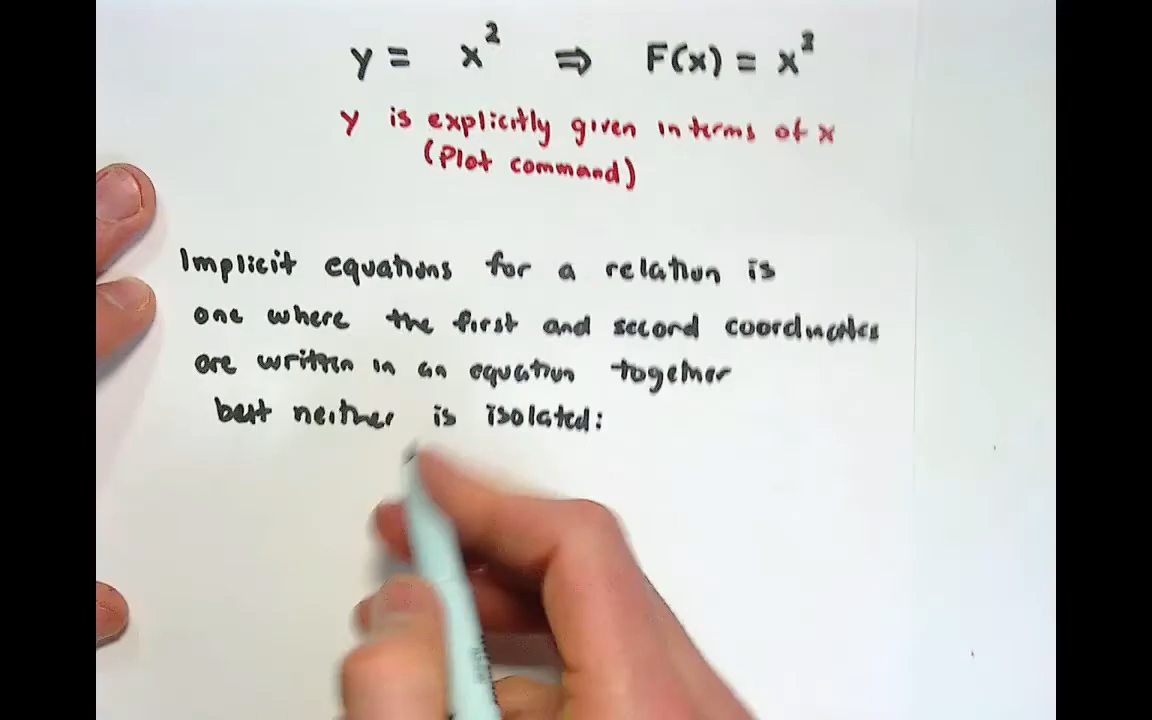 y = x² ⇒ F(x) = x²
y is explicitly given in terms of x
(Plot command)
Implicit equations for a relation is
one where the first and second coordinates
are written in an equation together
but neither is isolated: